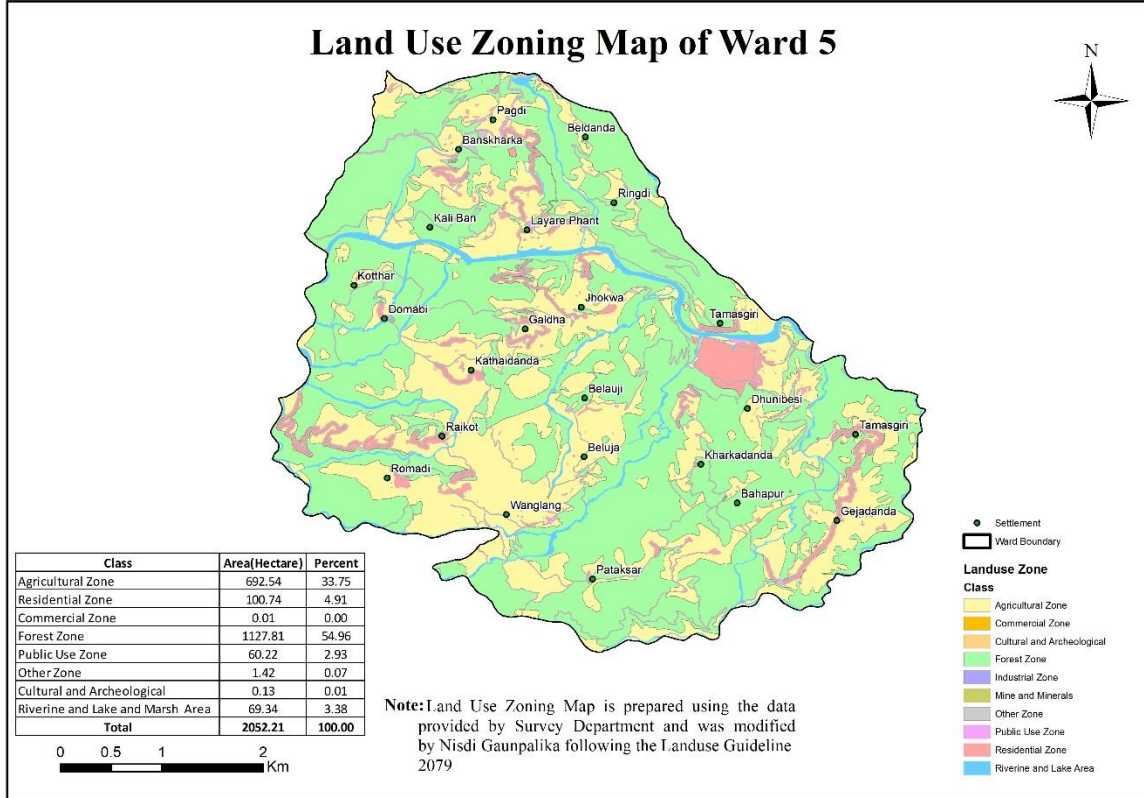 Land Use Zoning Map of Ward 5
N
Pagdi
Beldanda
Banskharka
Ringdi
Kali Ban
Layare Phant
Kotthar
Jhokwa
Domabi
Galdha
Tamasgiri
Kathaidanda
Belauji
Dhunibesi
Raikot
Tamasgiri
Beluja
Kharkadanda
Romadi
Bahapur
Wanglang
Gejadanda
Pataksar
Settlement
Ward Boundary
Landuse Zone
Class
Agricultural Zone
Commercial Zone
Cultural and Archeological
Forest Zone
Industrial Zone
Mine and Minerals
Other Zone
Public Use Zone
Residential Zone
Riverine and Lake Area
Class Area(Hectare) Percent
Agricultural Zone 692.54 33.75
Residential Zone 100.74 4.91
Commercial Zone 0.01 0.00
Forest Zone 1127.81 54.96
Public Use Zone 60.22 2.93
Other Zone 1.42 0.07
Cultural and Archeological 0.13 0.01
Riverine and Lake and Marsh Area 69.34 3.38
Total 2052.21 100.00
0 0.5 1 2
Km
Note: Land Use Zoning Map is prepared using the data
provided by Survey Department and was modified
by Nisdi Gaunpalika following the Landuse Guideline
2079